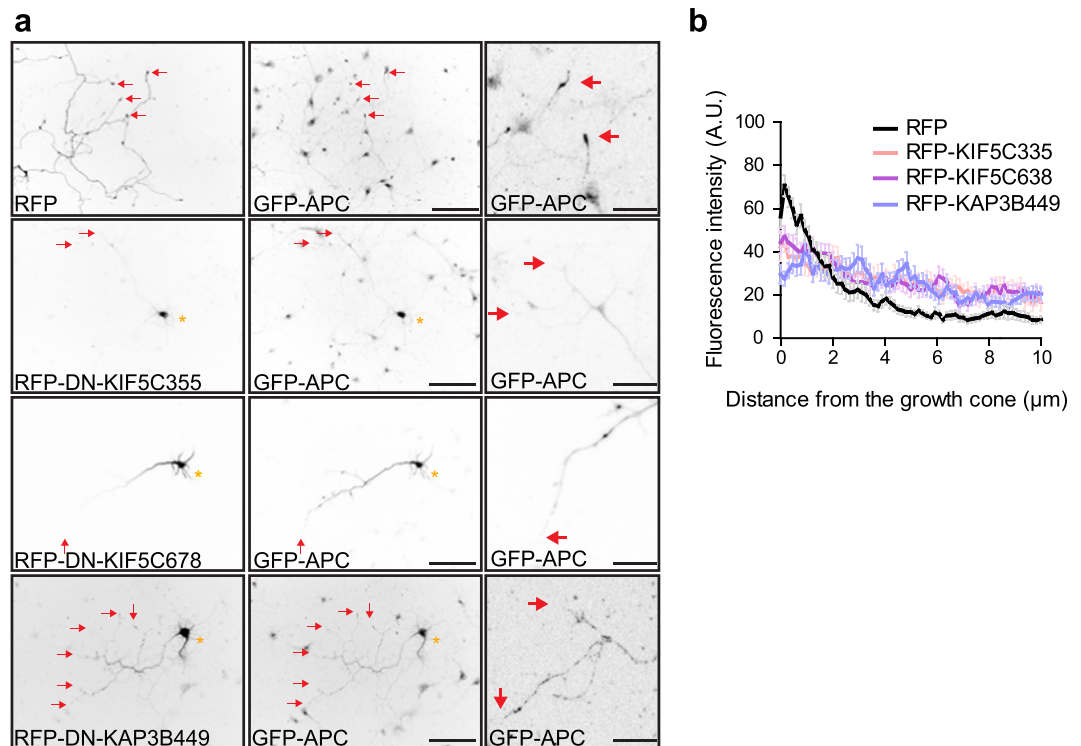 a
b
RFP
GFP-APC
GFP-APC
RFP-DN-KIF5C355
GFP-APC
GFP-APC
RFP-DN-KIF5C678
GFP-APC
GFP-APC
RFP-DN-KAP3B449
GFP-APC
GFP-APC
RFP
RFP-KIF5C335
RFP-KIF5C638
RFP-KAP3B449
Fluorescence intensity (A.U.)
100
80
60
40
20
0
0 2 4 6 8 10
Distance from the growth cone (µm)